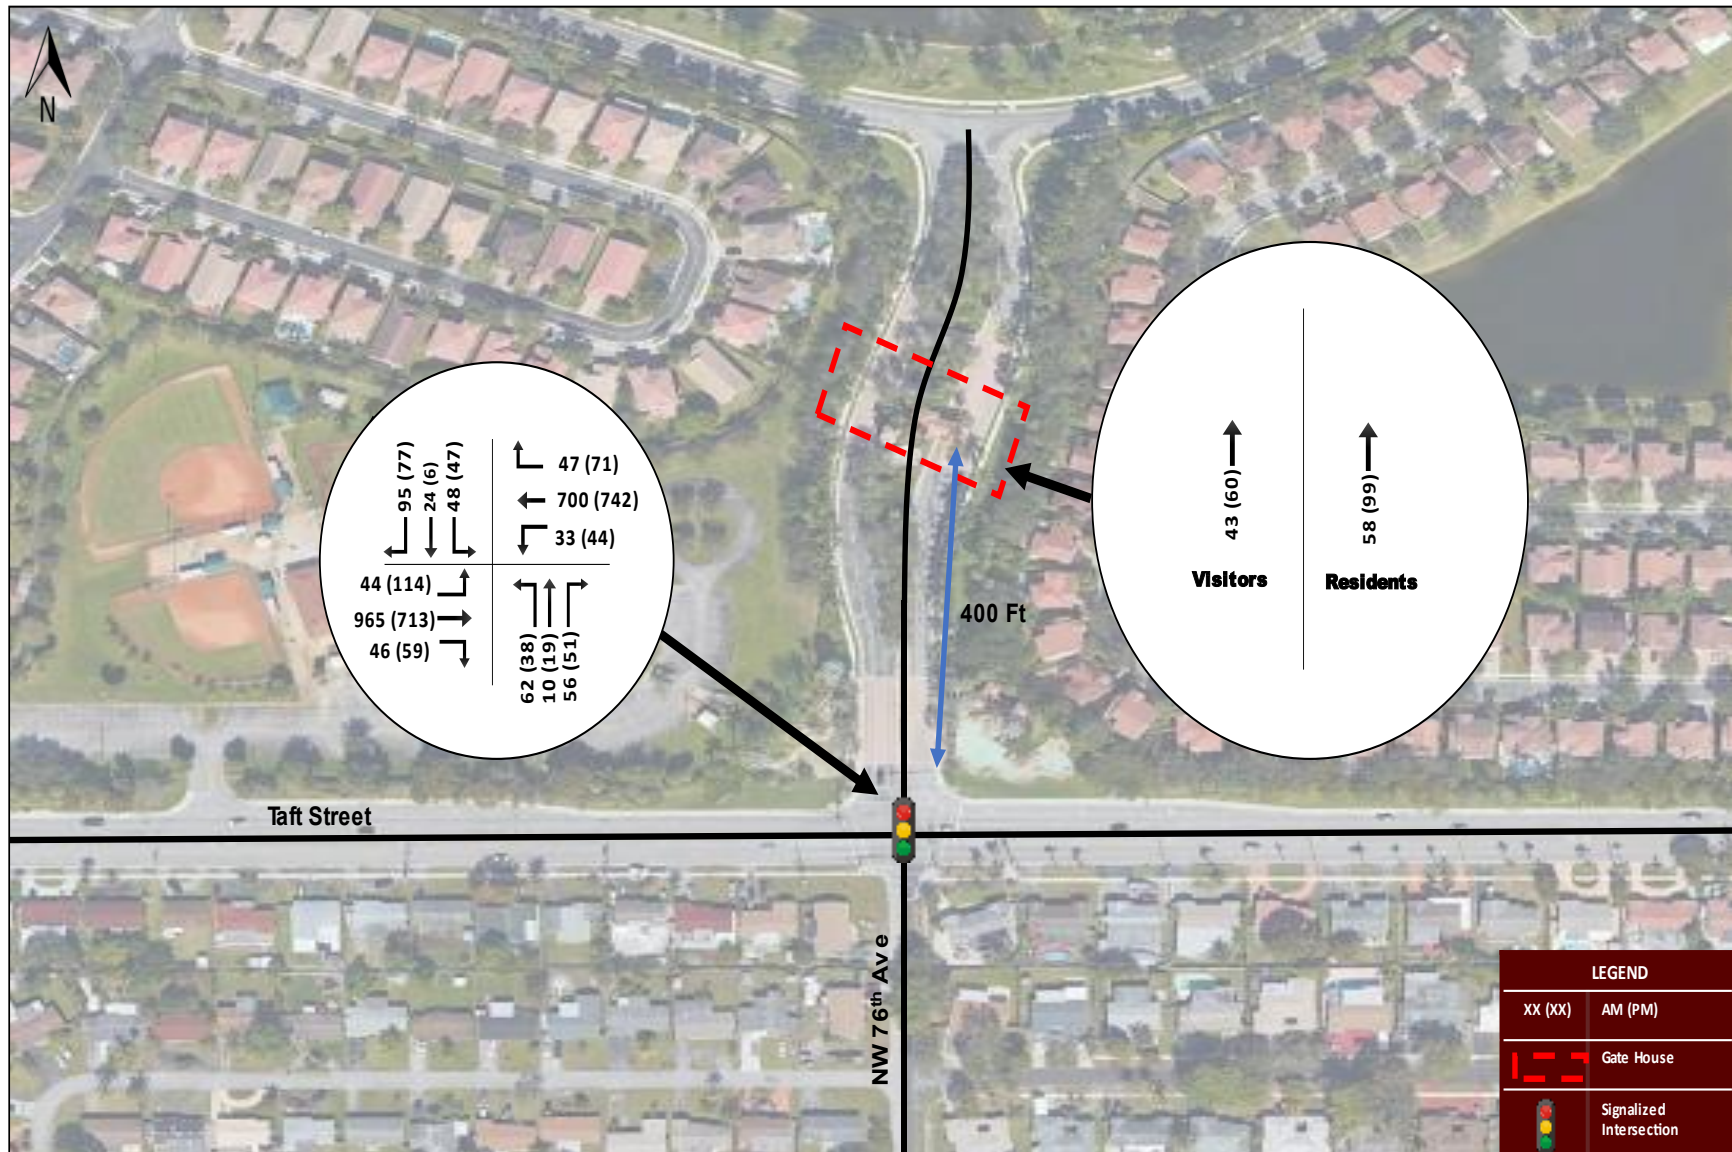 N
95 (77)
24 (6)
48 (47)
47 (71)
700 (742)
33 (44)
44 (114)
965 (713)
46 (59)
62 (38)
10 (19)
56 (51)
43 (60)
58 (99)
Visitors
Residents
400 Ft
Taft Street
NW 76th Ave
LEGEND
XX (XX) AM (PM)
Gate House
Signalized
Intersection